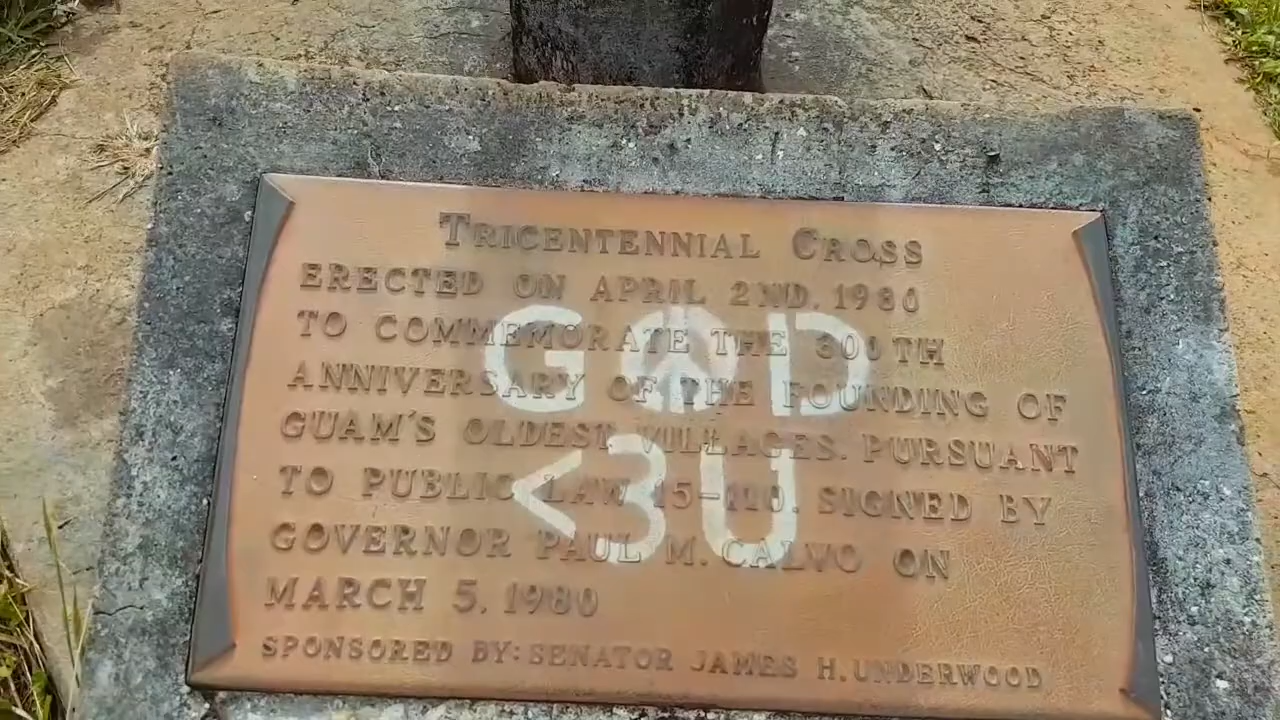 TRICENTENNIAL CROSS
ERECTED ON APRIL 2ND, 1980
TO COMMEMORATE THE 300TH
ANNIVERSARY OF THE FOUNDING OF
GUAM'S OLDEST VILLAGES. PURSUANT
TO PUBLIC LAW 15-110. SIGNED BY
GOVERNOR PAUL M. CALVO ON
MARCH 5, 1980
SPONSORED BY: SENATOR JAMES H. UNDERWOOD
GOD
<3U